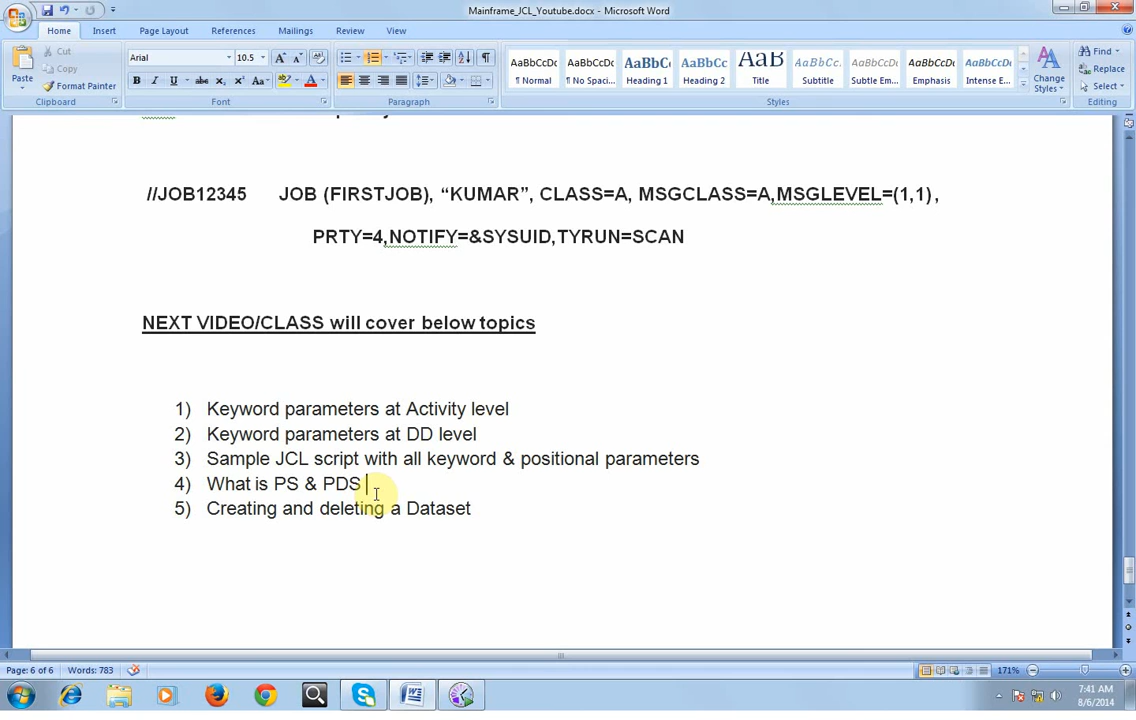 Mainframe_JCL_Youtube.docx - Microsoft Word
Home Insert Page Layout References Mailings Review View
Paste
Cut
Copy
Format Painter
Clipboard
Arial 10.5
Font
Paragraph
AaBbCcDc AaBbCcDc AaBbCc AaBbCc AaB AaBbCc. AaBbCcDc AaBbCcDc AaBbCcDc
¶ Normal ¶ No Spaci... Heading 1 Heading 2 Title Subtitle Subtle Em... Emphasis Intense E...
Styles
Change Styles
Find
Replace
Select
Editing
//JOB12345 JOB (FIRSTJOB), “KUMAR”, CLASS=A, MSGCLASS=A,MSGLEVEL=(1,1),
PRTY=4,NOTIFY=&SYSUID,TYRUN=SCAN
NEXT VIDEO/CLASS will cover below topics
1) Keyword parameters at Activity level
2) Keyword parameters at DD level
3) Sample JCL script with all keyword & positional parameters
4) What is PS & PDS
5) Creating and deleting a Dataset
Page: 6 of 6 Words: 783
171%
7:41 AM
8/6/2014